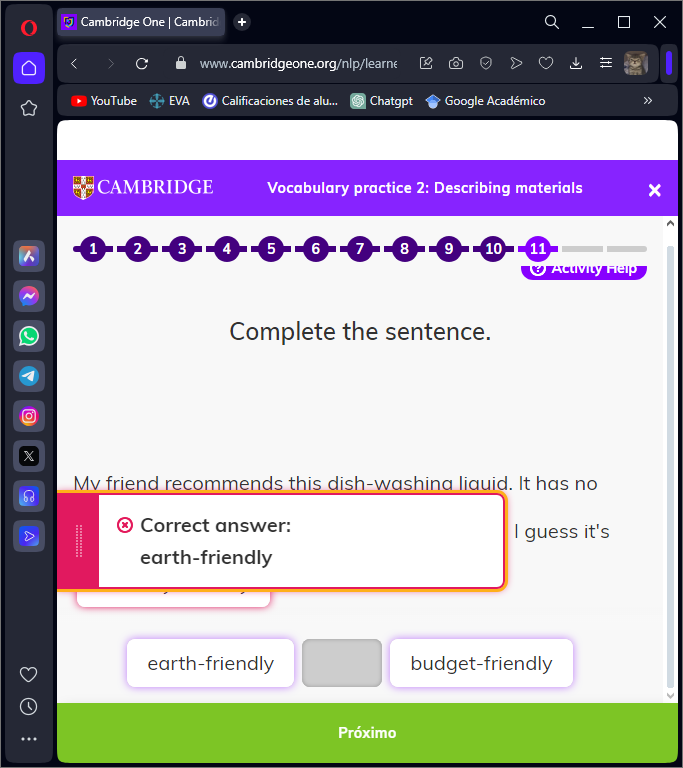 Cambridge One | Cambrid
www.cambridgeone.org/nlp/learne
YouTube EVA Calificaciones de alu... Chatgpt Google Académico »
CAMBRIDGE Vocabulary practice 2: Describing materials
1 2 3 4 5 6 7 8 9 10 11
Activity Help
Complete the sentence.
My friend recommends this dish-washing liquid. It has no
I guess it's
Correct answer:
earth-friendly
earth-friendly budget-friendly
Próximo